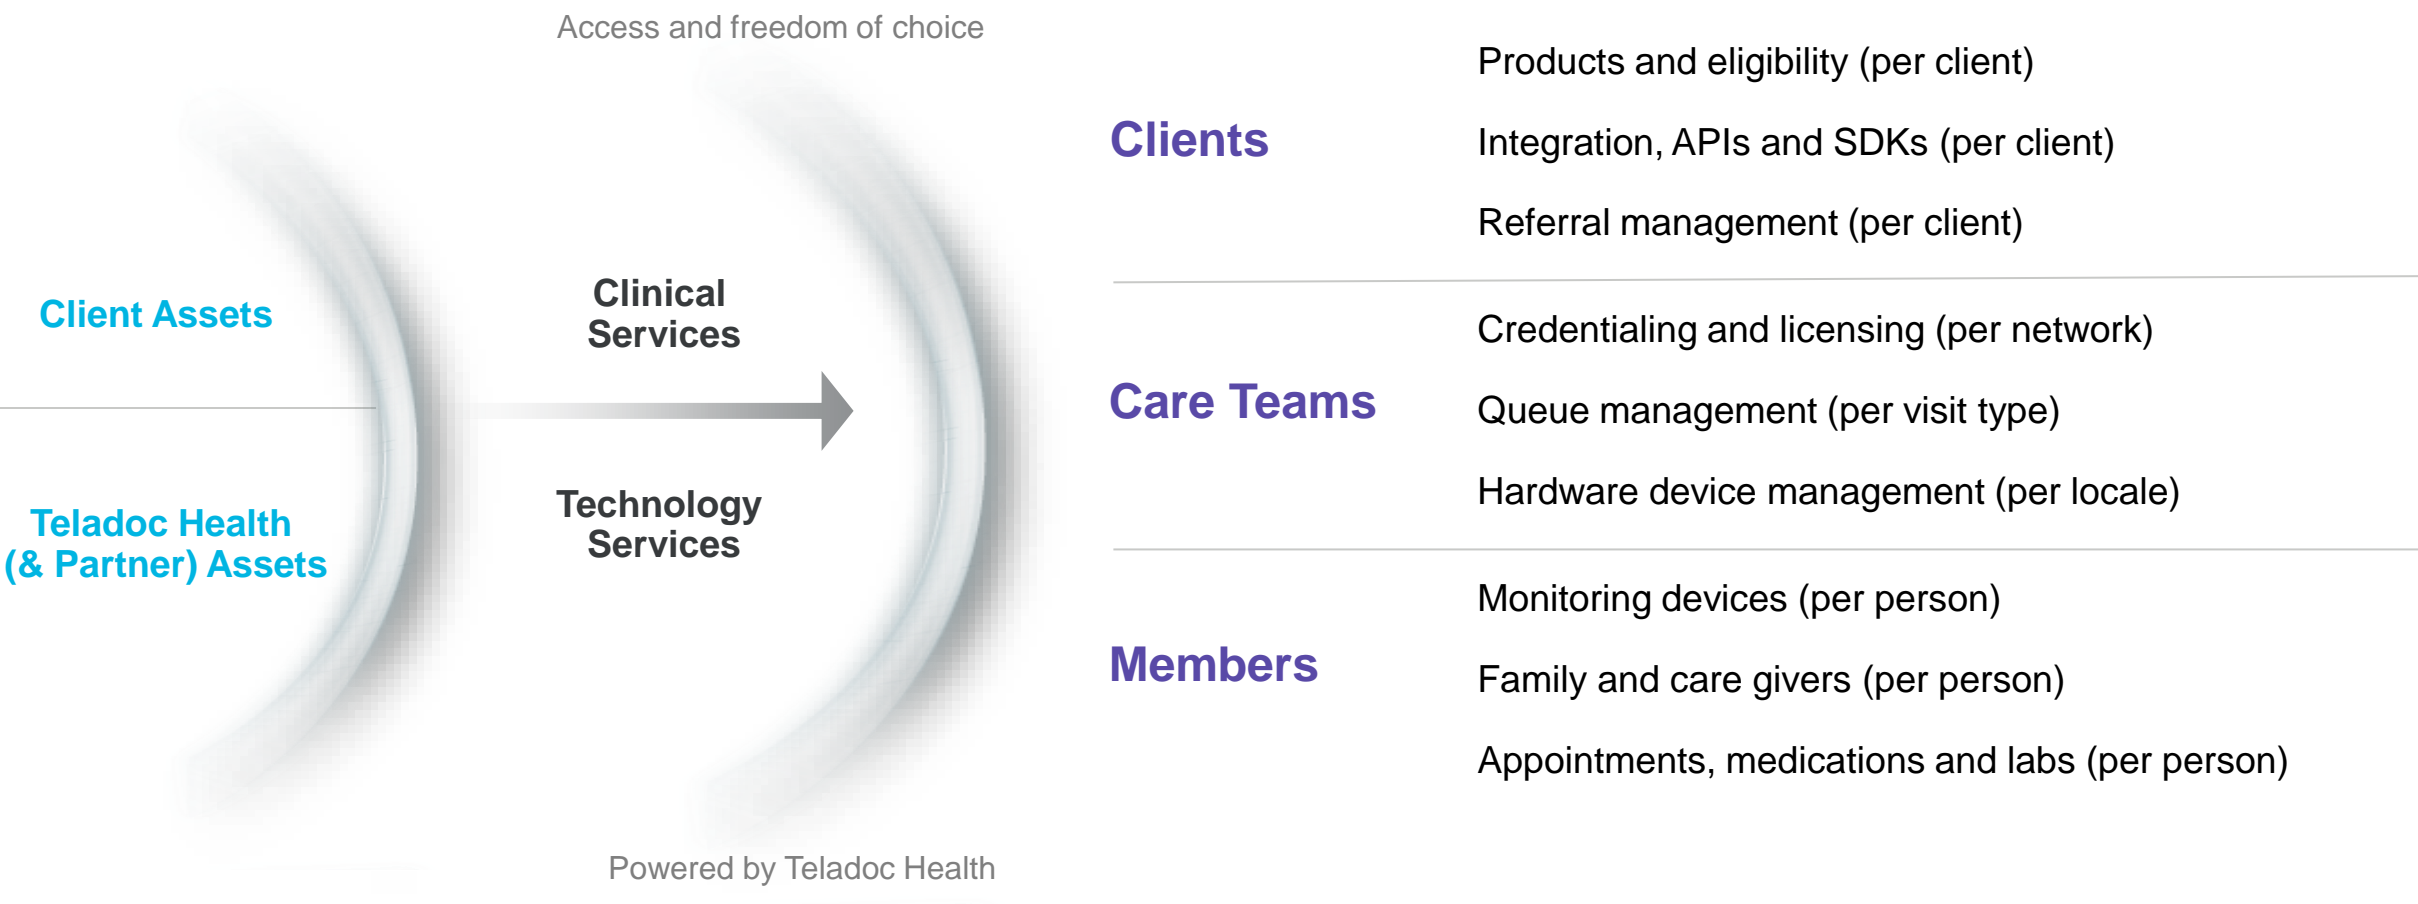 Access and freedom of choice
Client Assets
Teladoc Health
(& Partner) Assets
Clinical
Services
Technology
Services
Powered by Teladoc Health
Clients
Products and eligibility (per client)
Integration, APIs and SDKs (per client)
Referral management (per client)
Care Teams
Credentialing and licensing (per network)
Queue management (per visit type)
Hardware device management (per locale)
Members
Monitoring devices (per person)
Family and care givers (per person)
Appointments, medications and labs (per person)